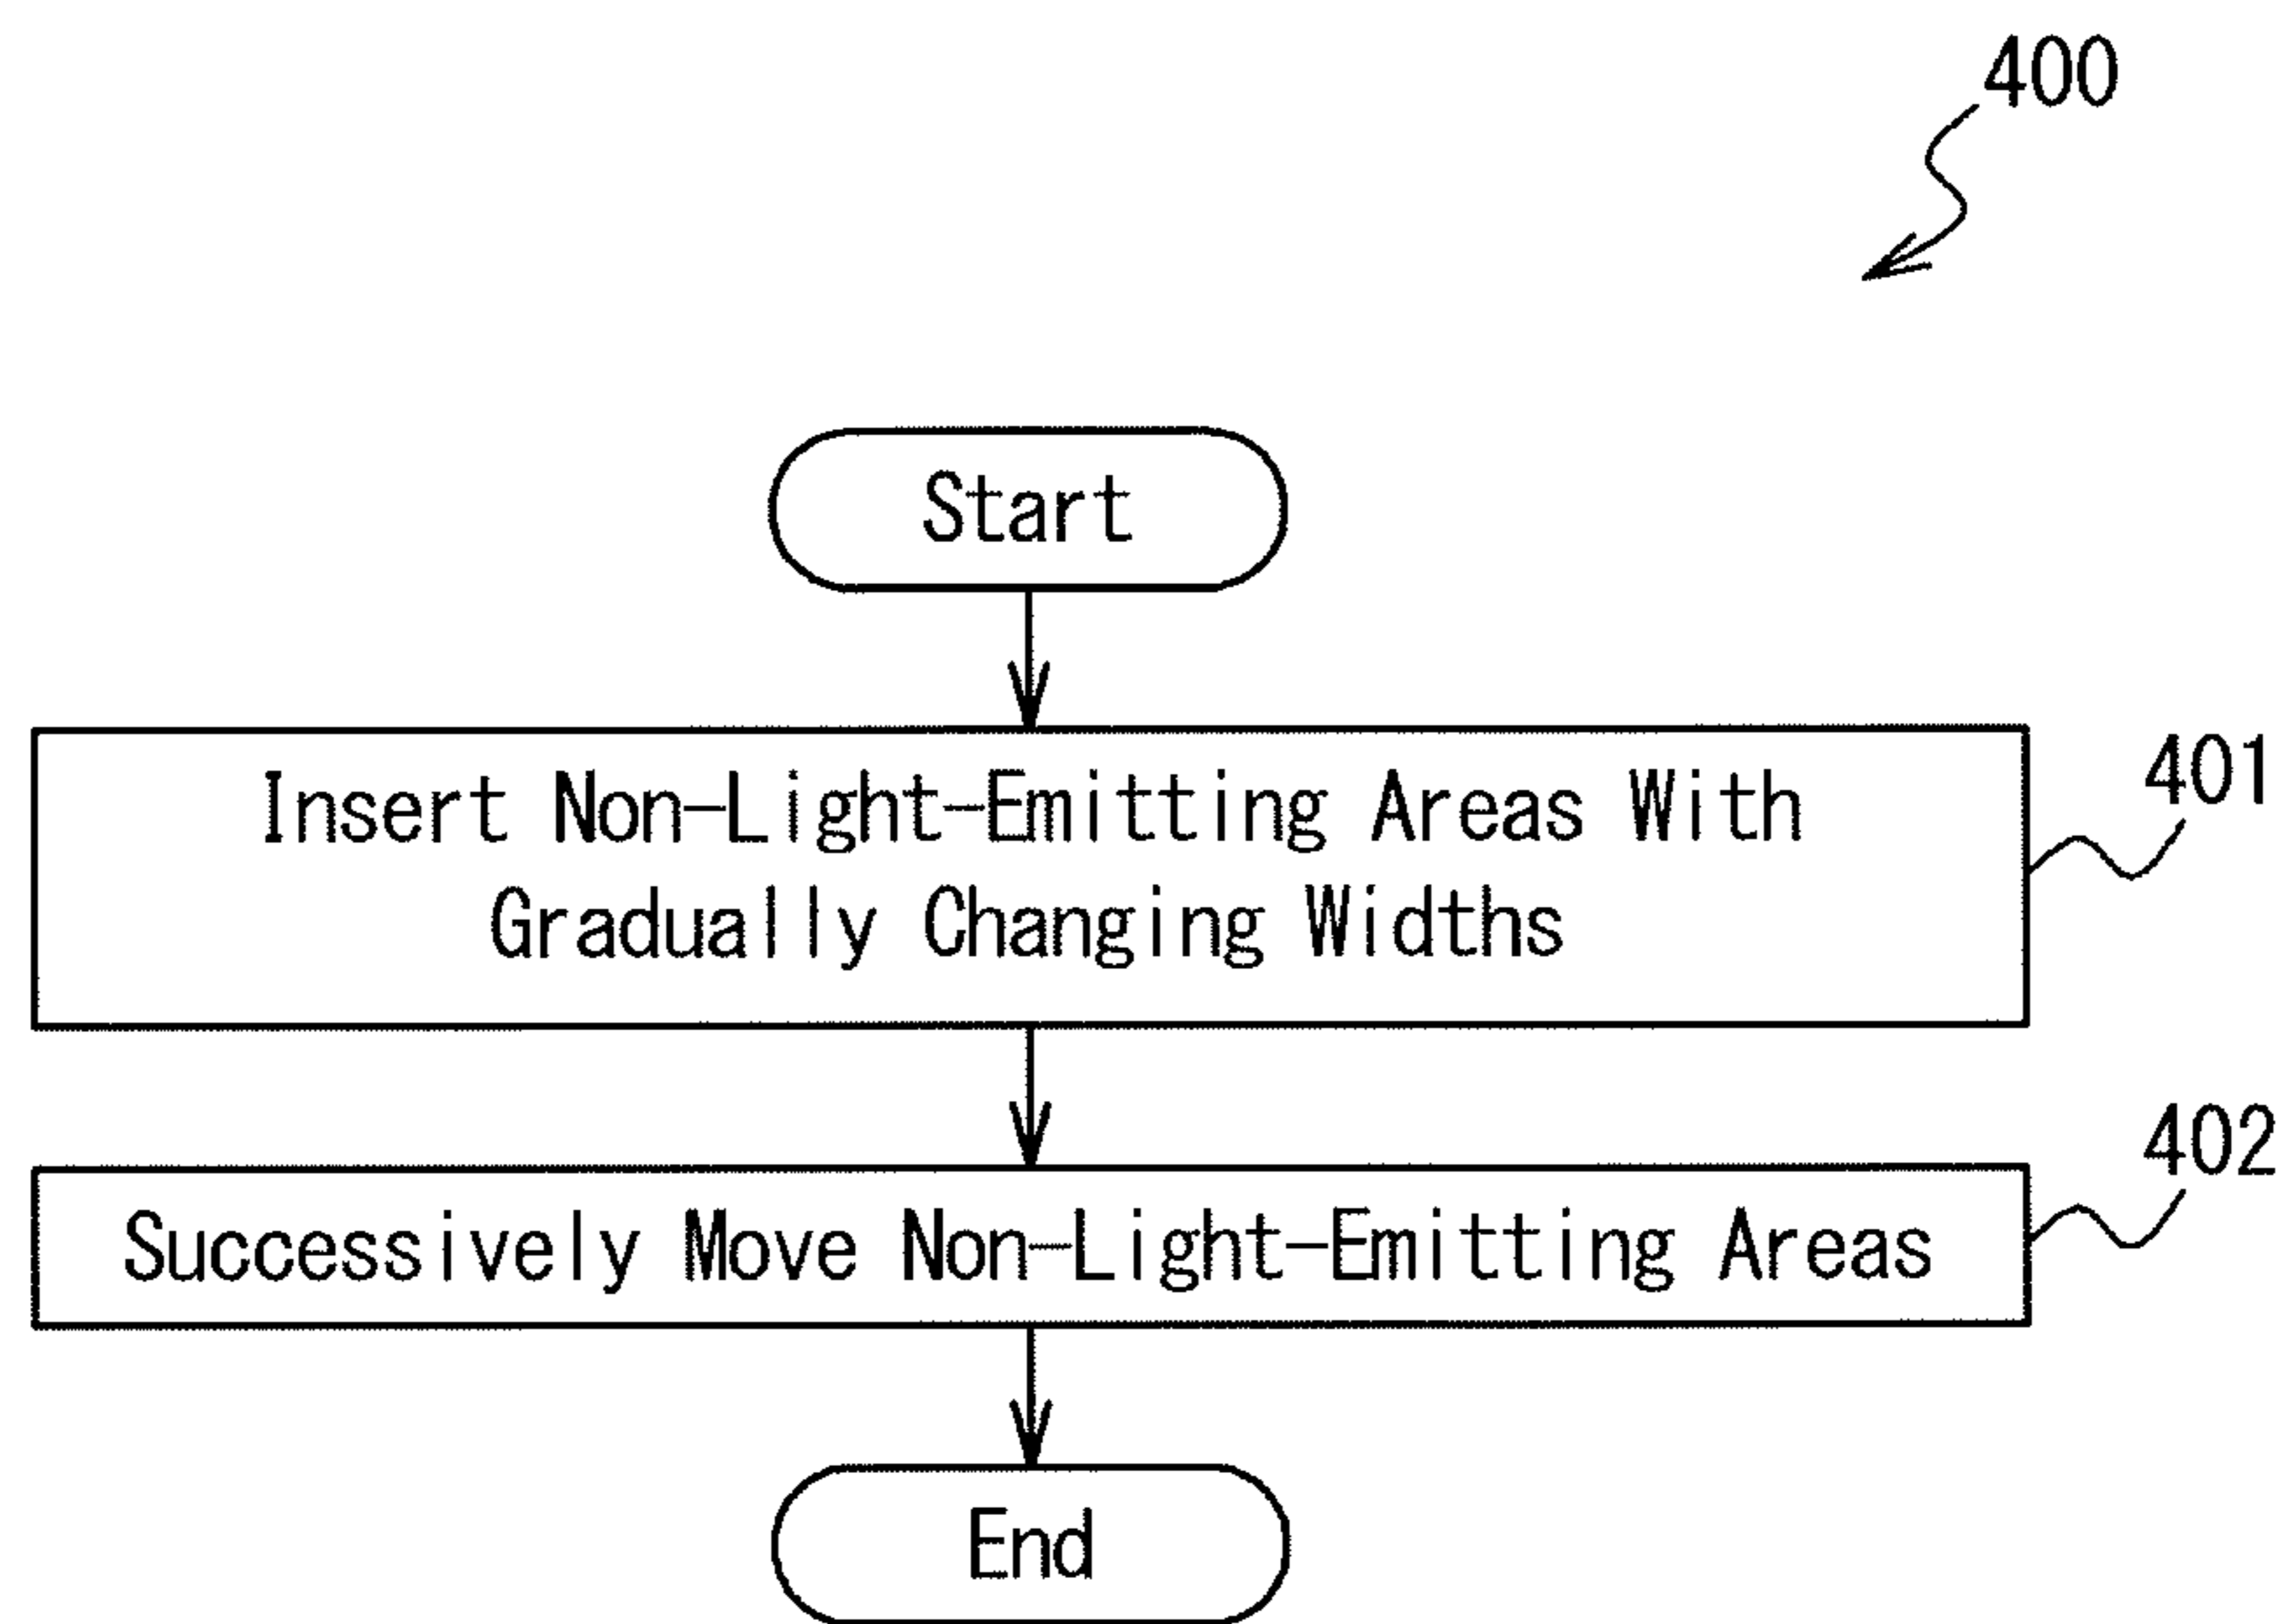 400
Start
Insert Non-Light-Emitting Areas With
Gradually Changing Widths
401
Successively Move Non-Light-Emitting Areas
402
End